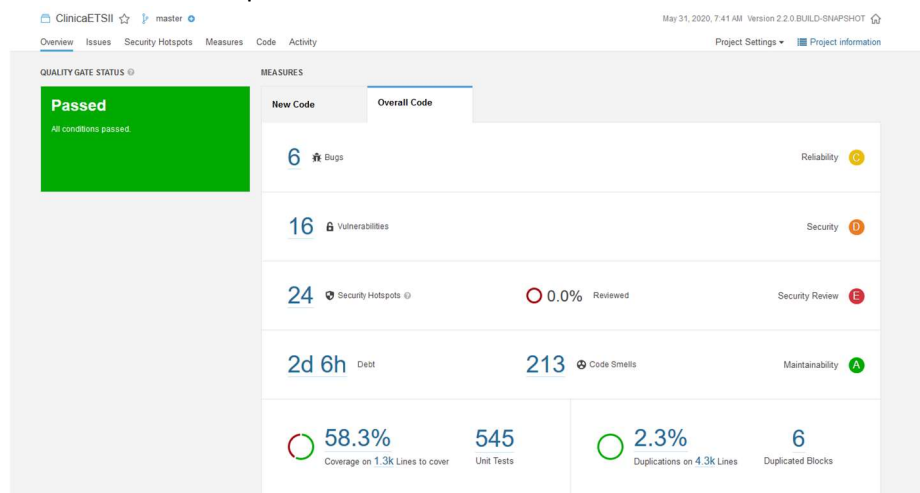 ClinicaETSII master May 31, 2020, 7:41 AM Version 2.2.0.BUILD-SNAPSHOT
Overview Issues Security Hotspots Measures Code Activity Project Settings Project information
QUALITY GATE STATUS MEASURES
Passed
All conditions passed.
New Code Overall Code
6 Bugs Reliability C
16 Vulnerabilities Security D
24 Security Hotspots 0.0% Reviewed Security Review E
2d 6h Debt 213 Code Smells Maintainability A
58.3% 545 2.3% 6
Coverage on 1.3k Lines to cover Unit Tests Duplications on 4.3k Lines Duplicated Blocks